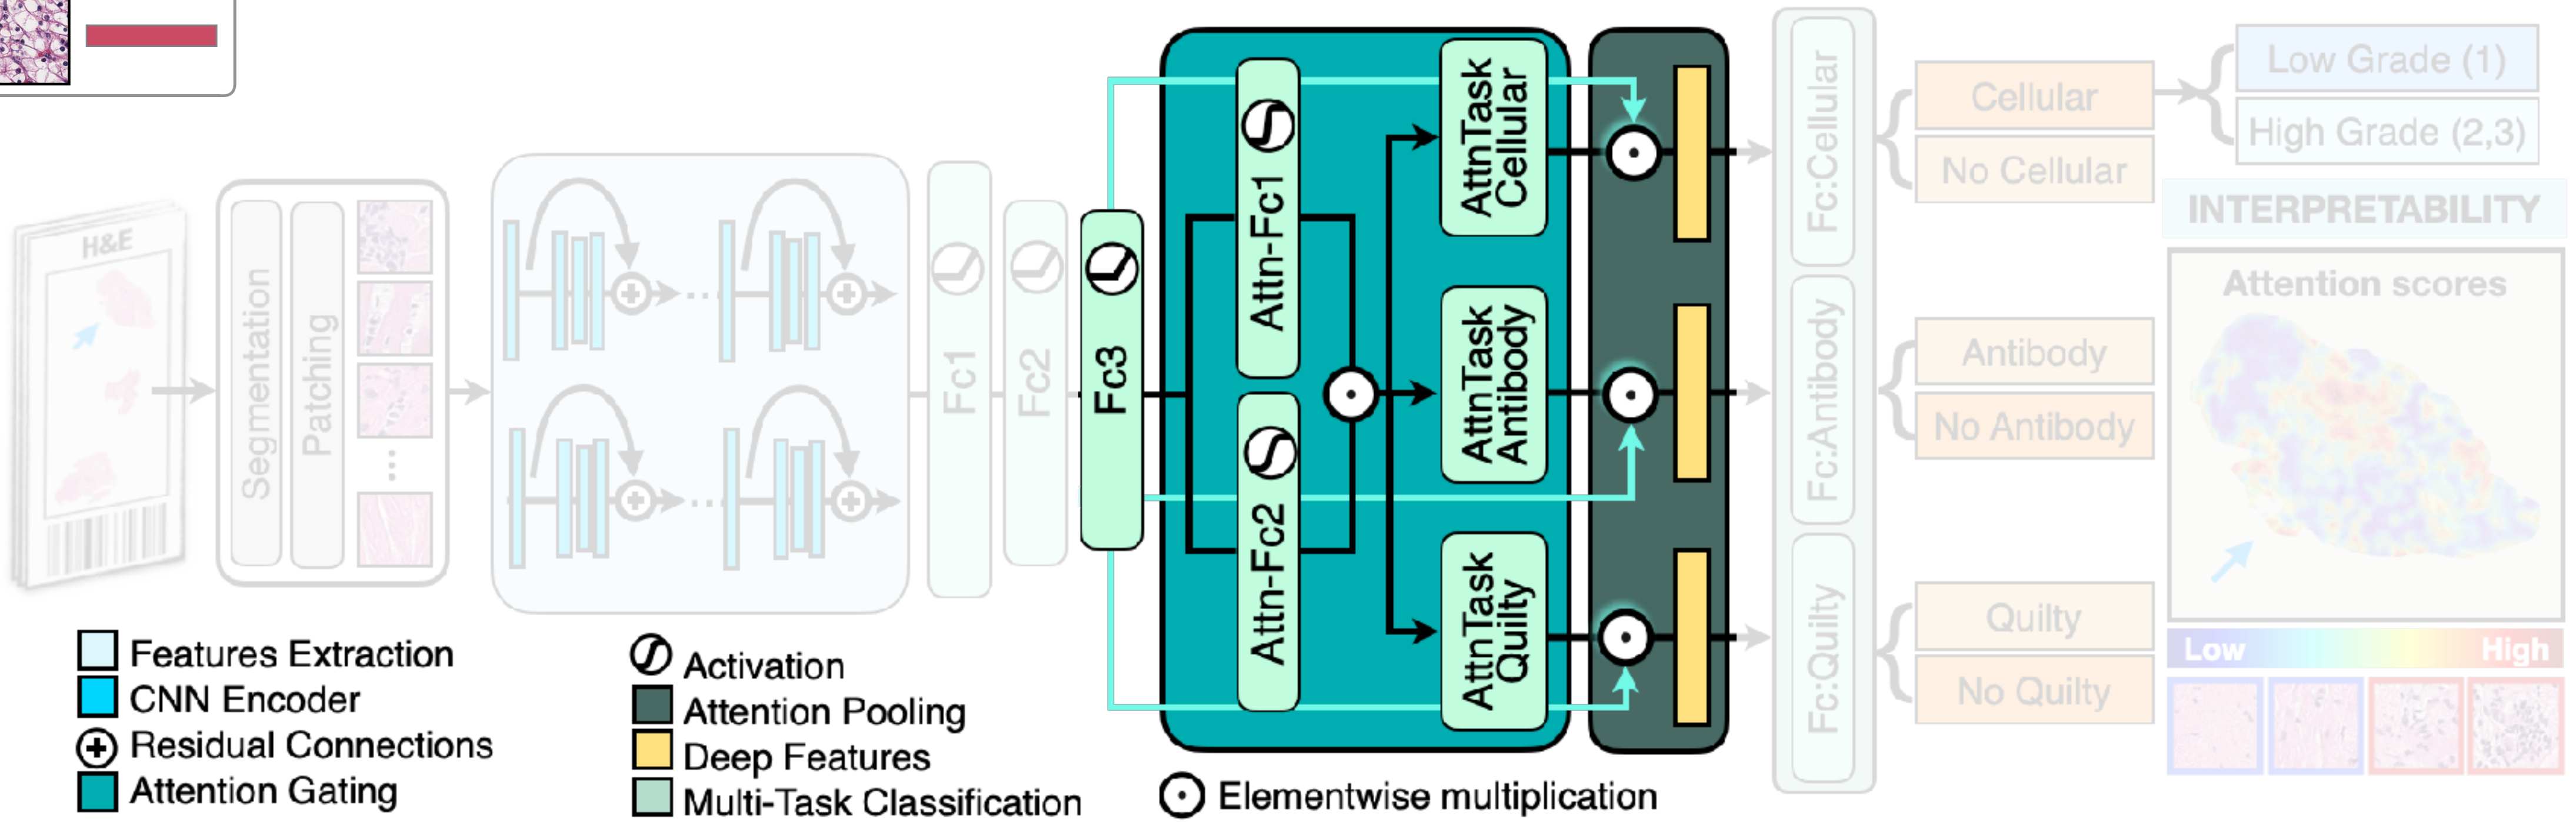 H&E
Segmentation
Patching
Fc1
Fc2
Fc3
Attn-Fc1
Attn-Fc2
AttnTask
Cellular
AttnTask
Antibody
AttnTask
Quilty
Fc:Cellular
Fc:Antibody
Fc:Quilty
Cellular
No Cellular
Low Grade (1)
High Grade (2,3)
Antibody
No Antibody
Quilty
No Quilty
INTERPRETABILITY
Attention scores
Low
High
Features Extraction
CNN Encoder
Residual Connections
Attention Gating
Activation
Attention Pooling
Deep Features
Multi-Task Classification
Elementwise multiplication